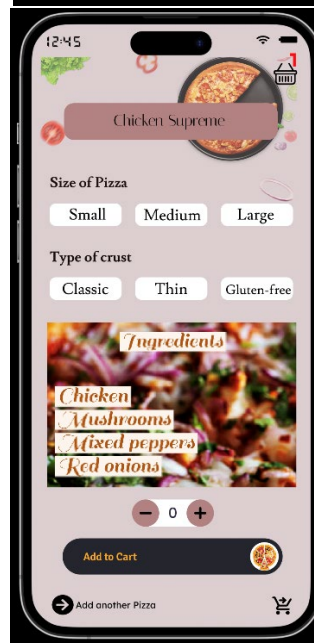 12:45
1
Chicken Supreme
Size of Pizza
Small Medium Large
Type of crust
Classic Thin Gluten-free
Ingredients
Chicken
Mushrooms
Mixed peppers
Red onions
0
Add to Cart
Add another Pizza